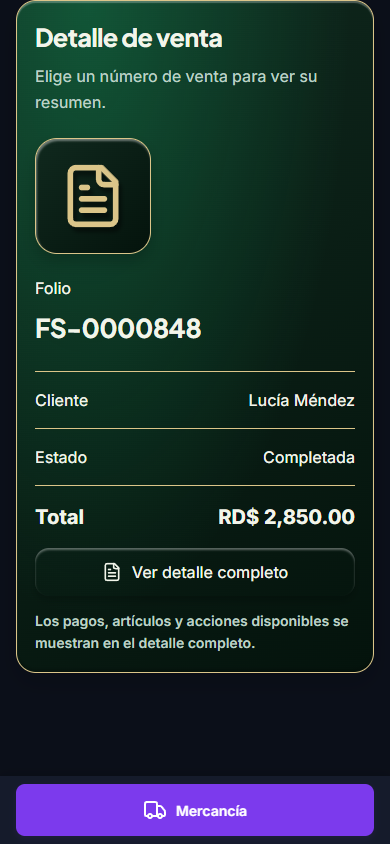 Detalle de venta
Elige un número de venta para ver su
resumen.
Folio
FS-0000848
Cliente Lucía Méndez
Estado Completada
Total RD$ 2,850.00
Ver detalle completo
Los pagos, artículos y acciones disponibles se
muestran en el detalle completo.
Mercancía